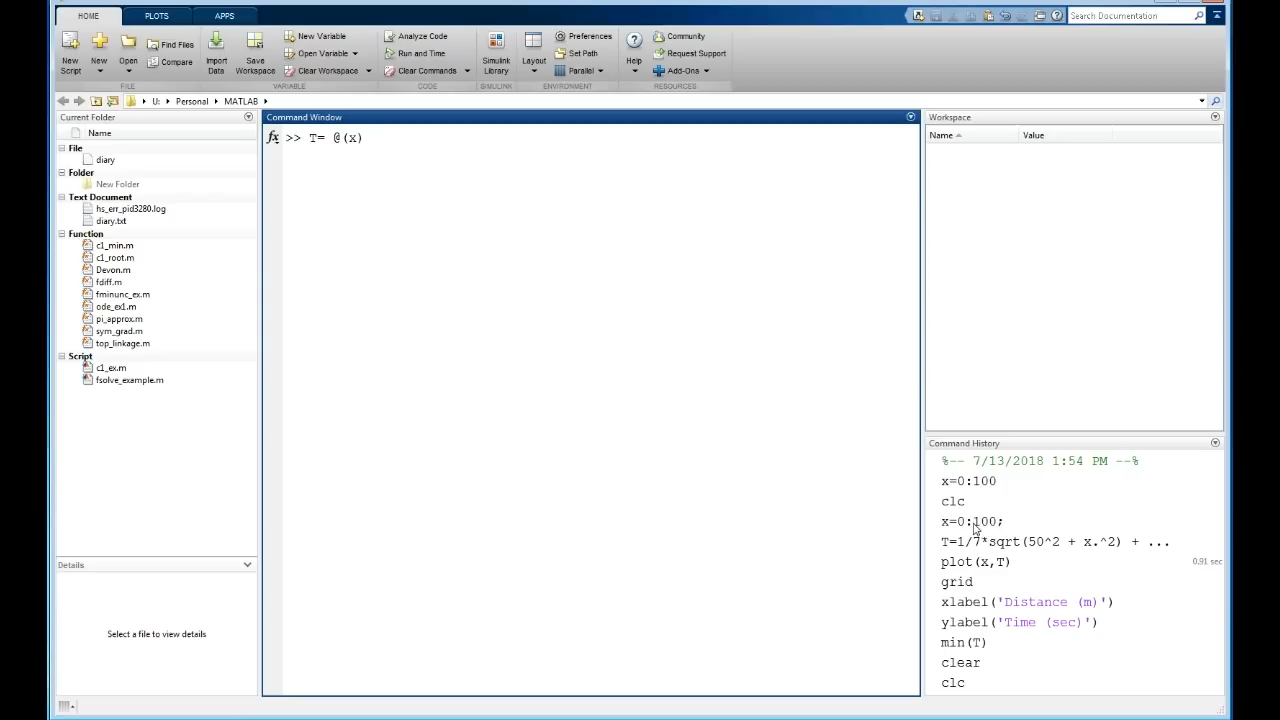 HOME PLOTS APPS Search Documentation
New Script
New
Open
Find Files
Compare
FILE
Import Data
Save Workspace
New Variable
Open Variable
Clear Workspace
VARIABLE
Analyze Code
Run and Time
Clear Commands
CODE
Simulink Library
SIMULINK
Layout
Preferences
Set Path
Parallel
ENVIRONMENT
Help
Community
Request Support
Add-Ons
RESOURCES
U: Personal MATLAB
Current Folder
Name
File
diary
Folder
New Folder
Text Document
hs_err_pid3280.log
diary.txt
Function
c1_min.m
c1_root.m
Devon.m
fdiff.m
fminunc_ex.m
ode_ex1.m
pi_approx.m
sym_grad.m
top_linkage.m
Script
c1_ex.m
fsolve_example.m
Details
Select a file to view details
Command Window
fx >> T= @(x)
Workspace
Name Value
Command History
%-- 7/13/2018 1:54 PM --%
x=0:100
clc
x=0:100;
T=1/7*sqrt(50^2 + x.^2) + ...
plot(x,T) 0.91 sec
grid
xlabel('Distance (m)')
ylabel('Time (sec)')
min(T)
clear
clc